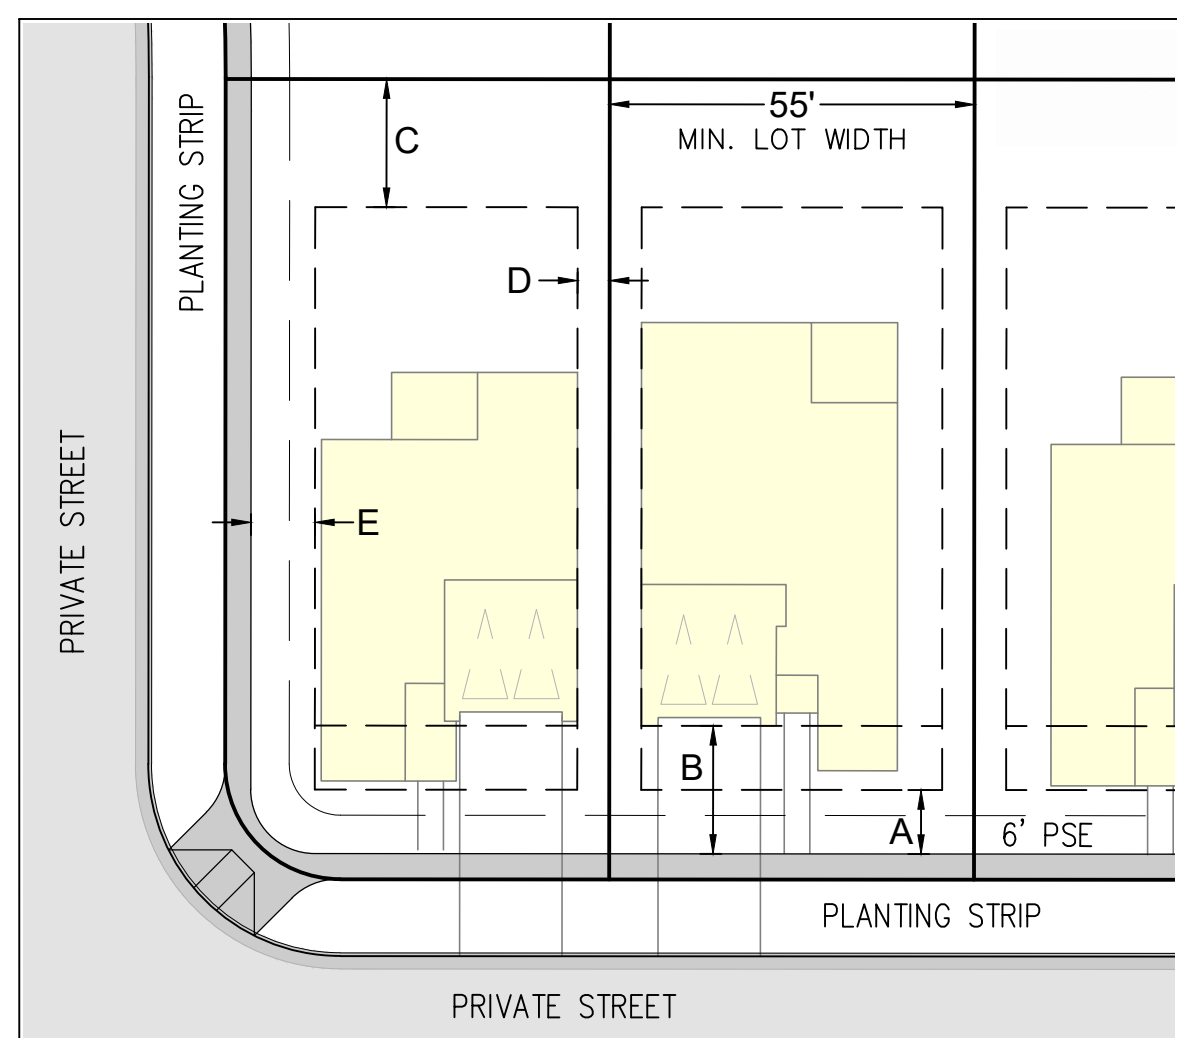 55'
MIN. LOT WIDTH
C
PLANTING STRIP
D
E
PRIVATE STREET
B
A
6' PSE
PLANTING STRIP
PRIVATE STREET